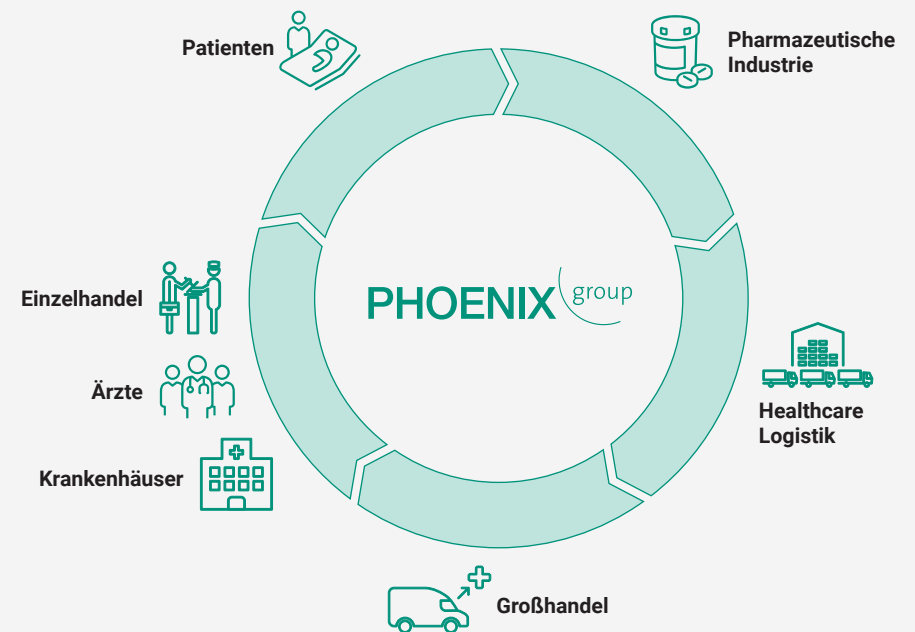 Patienten
Pharmazeutische
Industrie
Einzelhandel
PHOENIX group
Ärzte
Healthcare
Logistik
Krankenhäuser
Großhandel